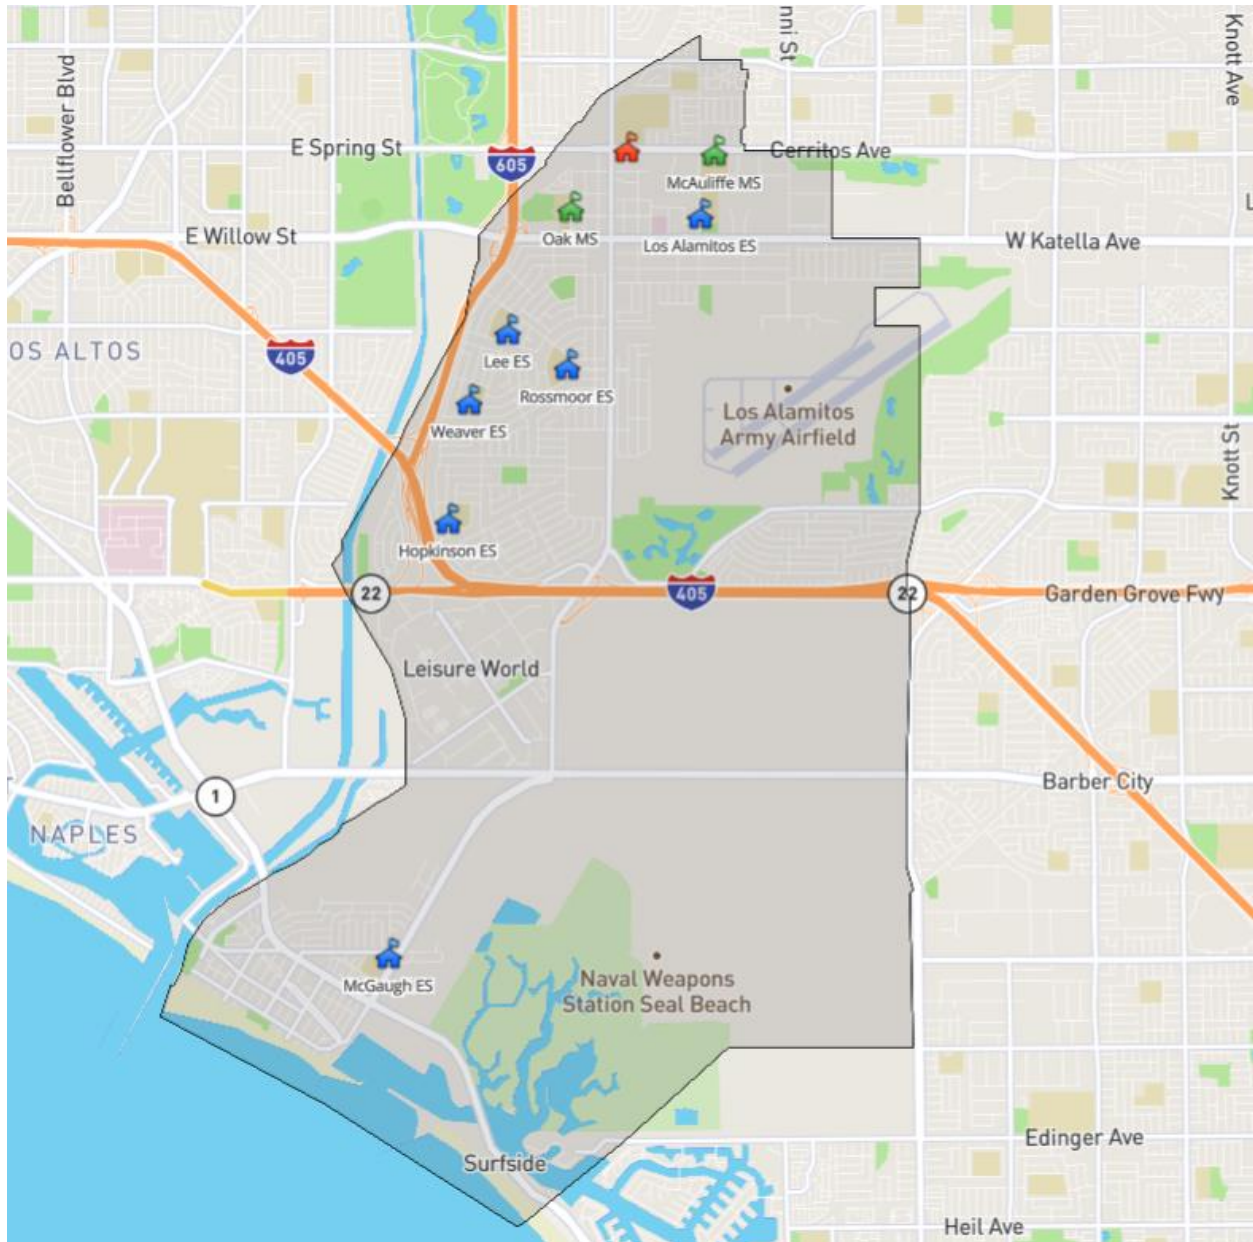 Bellflower Blvd
nni St
Knott Ave
E Spring St
605
Cerritos Ave
McAuliffe MS
Oak MS
Los Alamitos ES
E Willow St
W Katella Ave
L
OS ALTOS
405
Lee ES
Rossmoor ES
Weaver ES
Los Alamitos
Army Airfield
Knott St
Hopkinson ES
22
405
22
Garden Grove Fwy
Leisure World
1
Barber City
NAPLES
McGaugh ES
Naval Weapons
Station Seal Beach
Edinger Ave
Surfside
Heil Ave